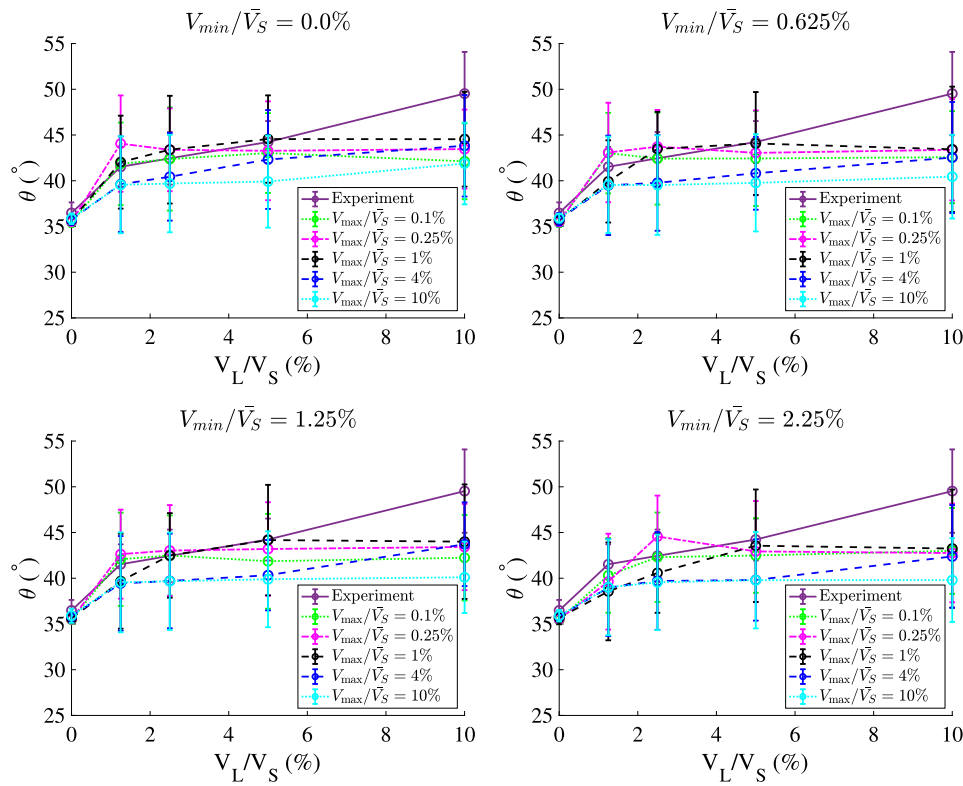 V_min/V̄_S = 0.0%
55
50
45
40
35
30
25
θ (°)
0 2 4 6 8 10
V_L/V_S (%)
Experiment
V_max/V̄_S = 0.1%
V_max/V̄_S = 0.25%
V_max/V̄_S = 1%
V_max/V̄_S = 4%
V_max/V̄_S = 10%
V_min/V̄_S = 0.625%
55
50
45
40
35
30
25
θ (°)
0 2 4 6 8 10
V_L/V_S (%)
Experiment
V_max/V̄_S = 0.1%
V_max/V̄_S = 0.25%
V_max/V̄_S = 1%
V_max/V̄_S = 4%
V_max/V̄_S = 10%
V_min/V̄_S = 1.25%
55
50
45
40
35
30
25
θ (°)
0 2 4 6 8 10
V_L/V_S (%)
Experiment
V_max/V̄_S = 0.1%
V_max/V̄_S = 0.25%
V_max/V̄_S = 1%
V_max/V̄_S = 4%
V_max/V̄_S = 10%
V_min/V̄_S = 2.25%
55
50
45
40
35
30
25
θ (°)
0 2 4 6 8 10
V_L/V_S (%)
Experiment
V_max/V̄_S = 0.1%
V_max/V̄_S = 0.25%
V_max/V̄_S = 1%
V_max/V̄_S = 4%
V_max/V̄_S = 10%